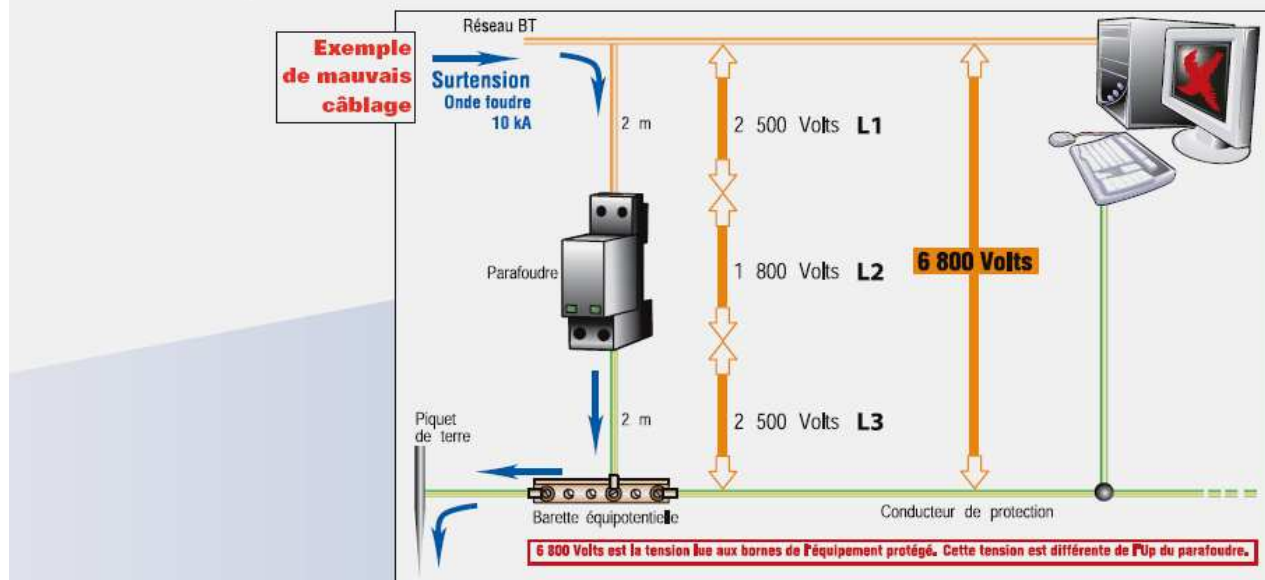 Réseau BT
Exemple
de mauvais
câblage
Surtension
Onde foudre
10 kA
2 m
2 500 Volts L1
Parafoudre
1 800 Volts L2
6 800 Volts
2 m
2 500 Volts L3
Piquet
de terre
Barette équipotentielle
Conducteur de protection
6 800 Volts est la tension lue aux bornes de l'équipement protégé. Cette tension est différente de l'Up du parafoudre.